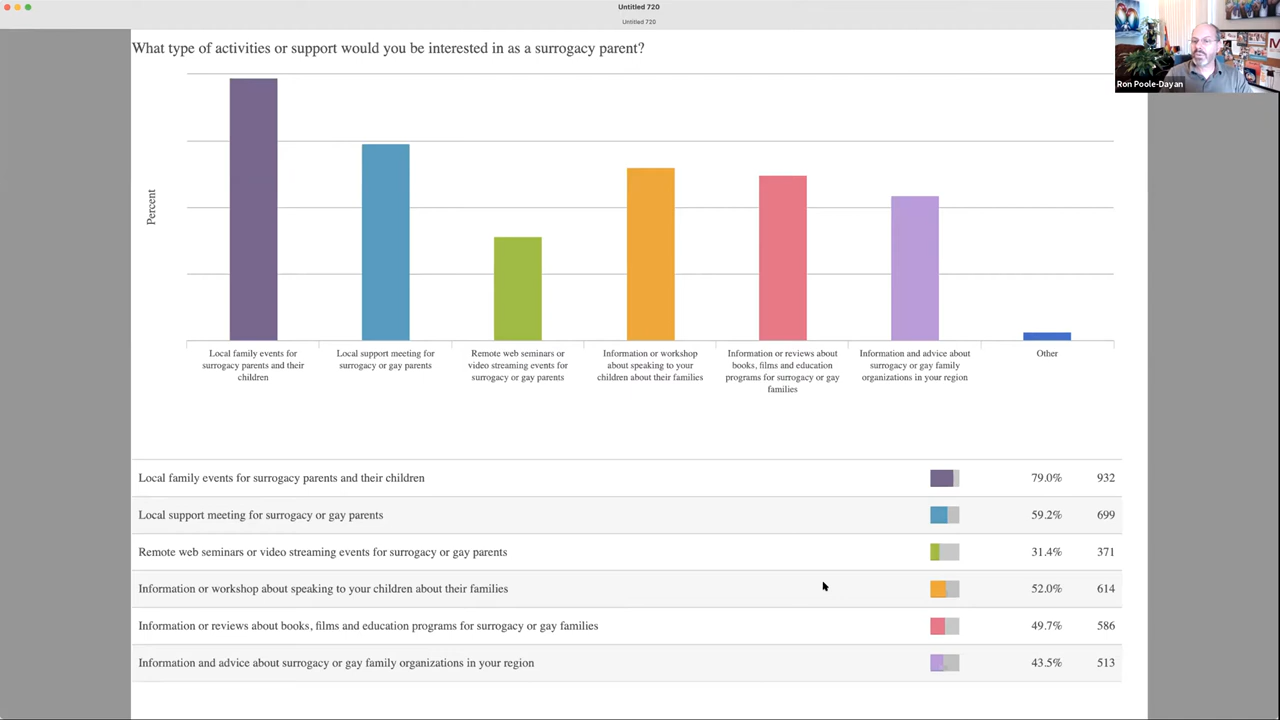 Untitled 720
Untitled 720
What type of activities or support would you be interested in as a surrogacy parent?
Ron Poole-Dayan
Percent
Local family events for
surrogacy parents and their
children
Local support meeting for
surrogacy or gay parents
Remote web seminars or
video streaming events for
surrogacy or gay parents
Information or workshop
about speaking to your
children about their families
Information or reviews about
books, films and education
programs for surrogacy or gay
families
Information and advice about
surrogacy or gay family
organizations in your region
Other
Local family events for surrogacy parents and their children 79.0% 932
Local support meeting for surrogacy or gay parents 59.2% 699
Remote web seminars or video streaming events for surrogacy or gay parents 31.4% 371
Information or workshop about speaking to your children about their families 52.0% 614
Information or reviews about books, films and education programs for surrogacy or gay families 49.7% 586
Information and advice about surrogacy or gay family organizations in your region 43.5% 513